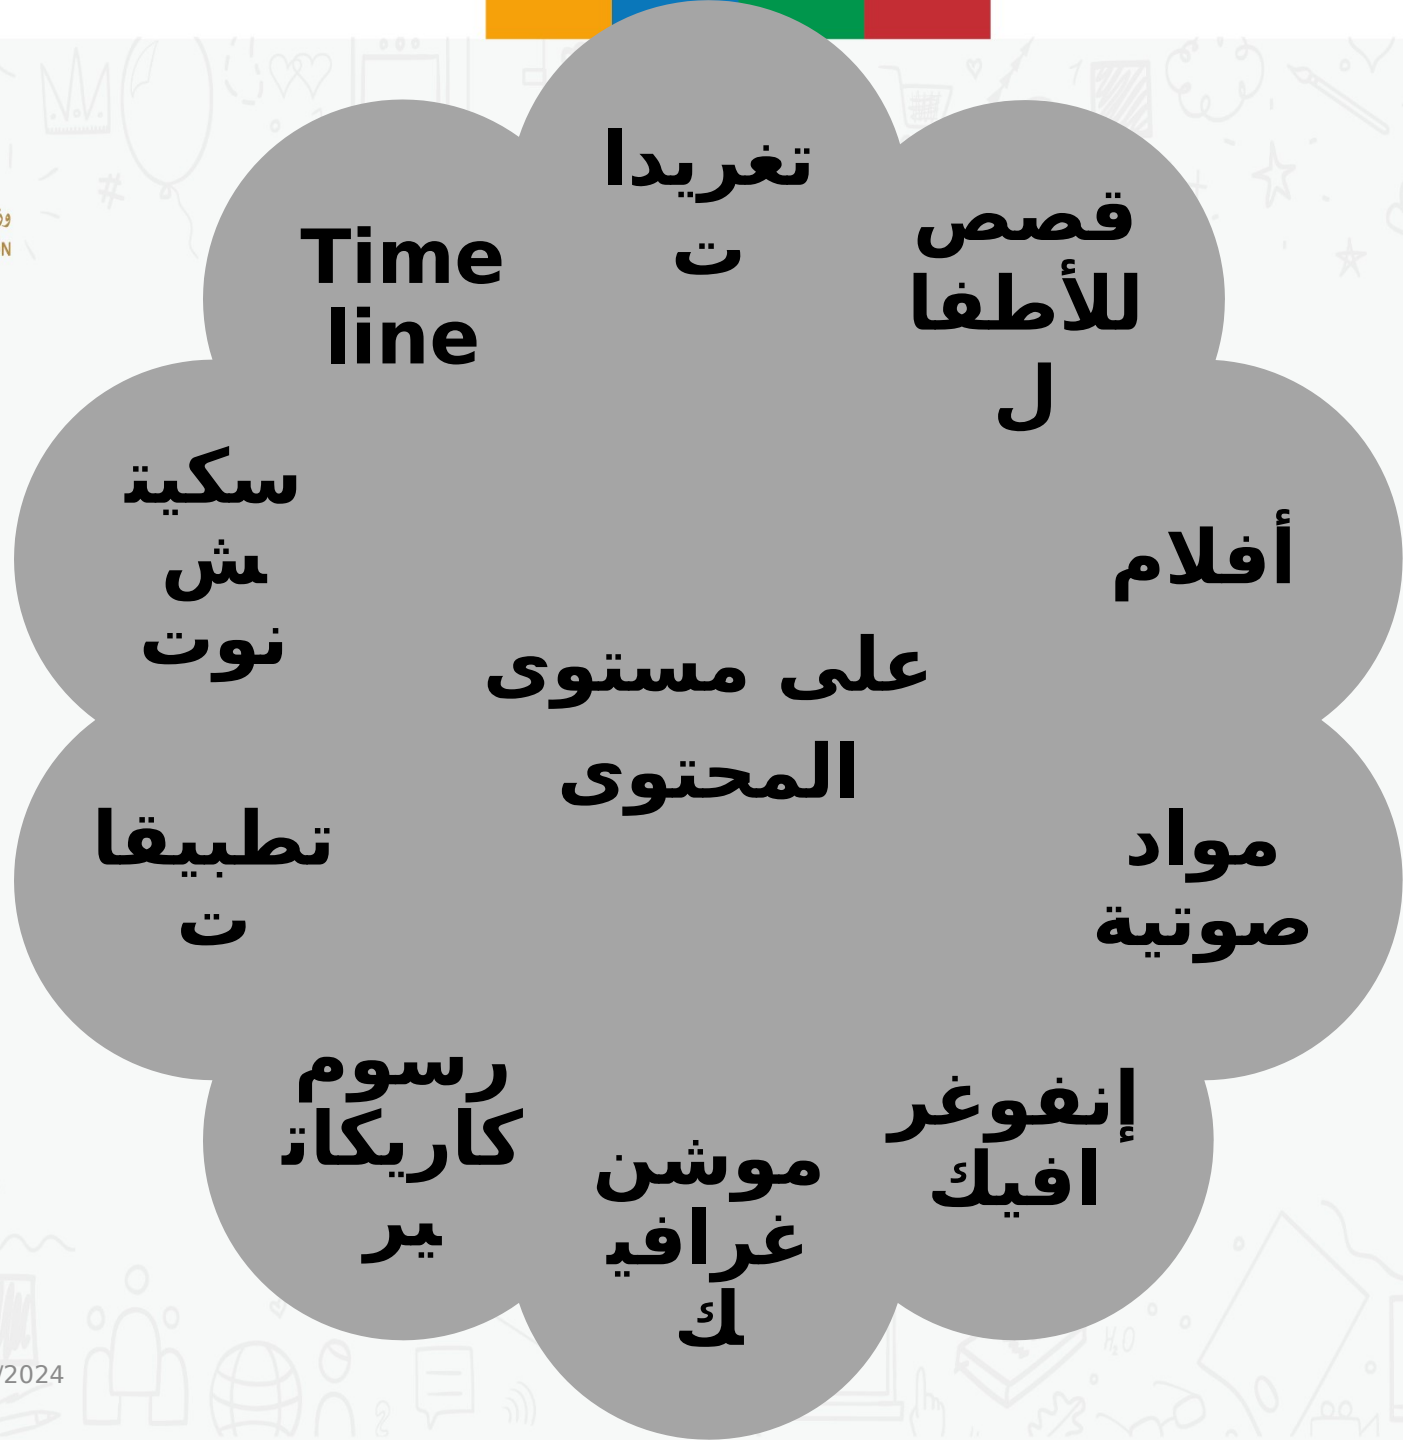 تغريدا
ت
قصص
للأطفا
ل
أفلام
مواد
صوتية
إنفوغر
افيك
موشن
غرافي
ك
رسوم
كاريكات
ير
تطبيقا
ت
سكيت
ش
نوت
Time
line
على مستوى
المحتوى
/2024